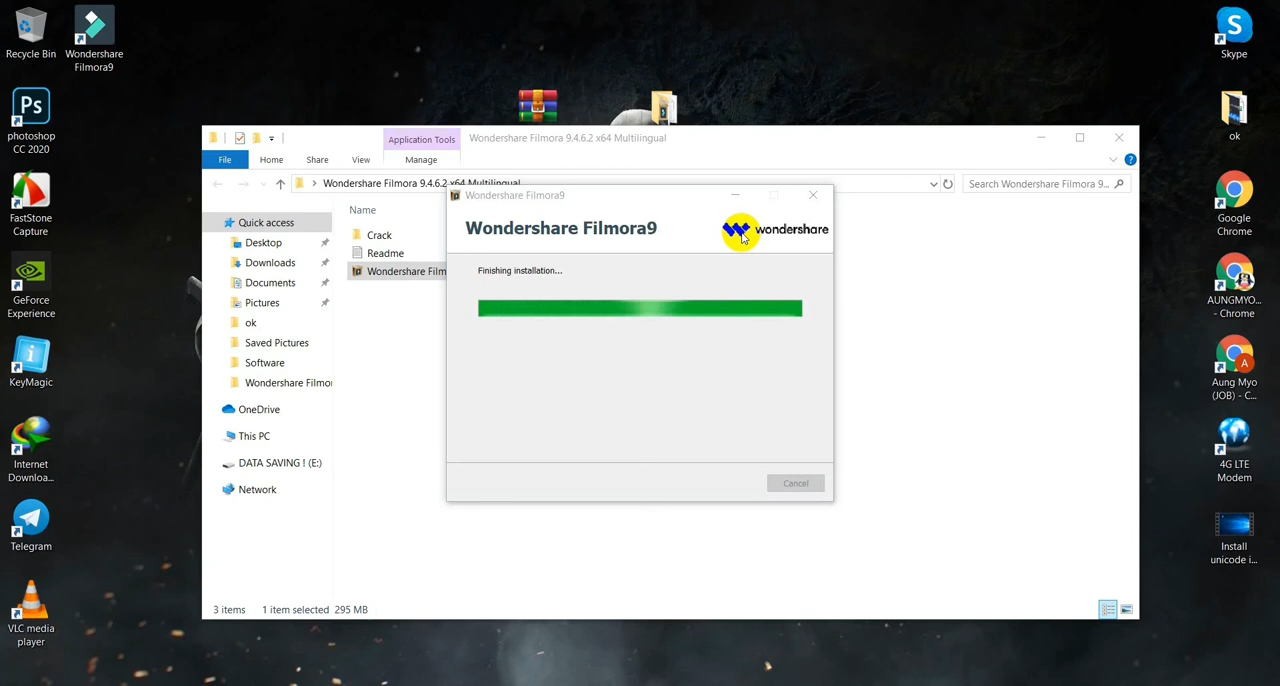 Recycle Bin
Wondershare
Filmora9
photoshop
CC 2020
FastStone
Capture
GeForce
Experience
KeyMagic
Internet
Downloa...
Telegram
VLC media
player
Application Tools
Wondershare Filmora 9.4.6.2 x64 Multilingual
File
Home
Share
View
Manage
Wondershare Filmora 9.4.6.2 x64 Multilingual
Search Wondershare Filmora 9...
Quick access
Desktop
Downloads
Documents
Pictures
ok
Saved Pictures
Software
Wondershare Filmo
OneDrive
This PC
DATA SAVING ! (E:)
Network
Name
Crack
Readme
Wondershare Film
3 items
1 item selected
295 MB
Wondershare Filmora9
Wondershare Filmora9
wondershare
Finishing installation...
Cancel
Skype
ok
Google
Chrome
AUNGMYO...
- Chrome
Aung Myo
(JOB) - C...
4G LTE
Modem
Install
unicode i...